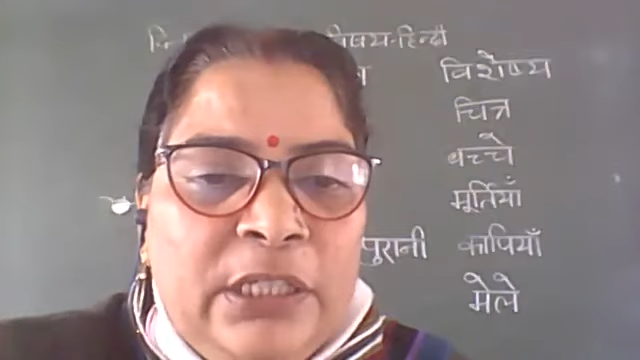 विषय-हिन्दी
विशेष्य
चित्र
बच्चे
मूर्तियाँ
पुरानी कापियाँ
मेले